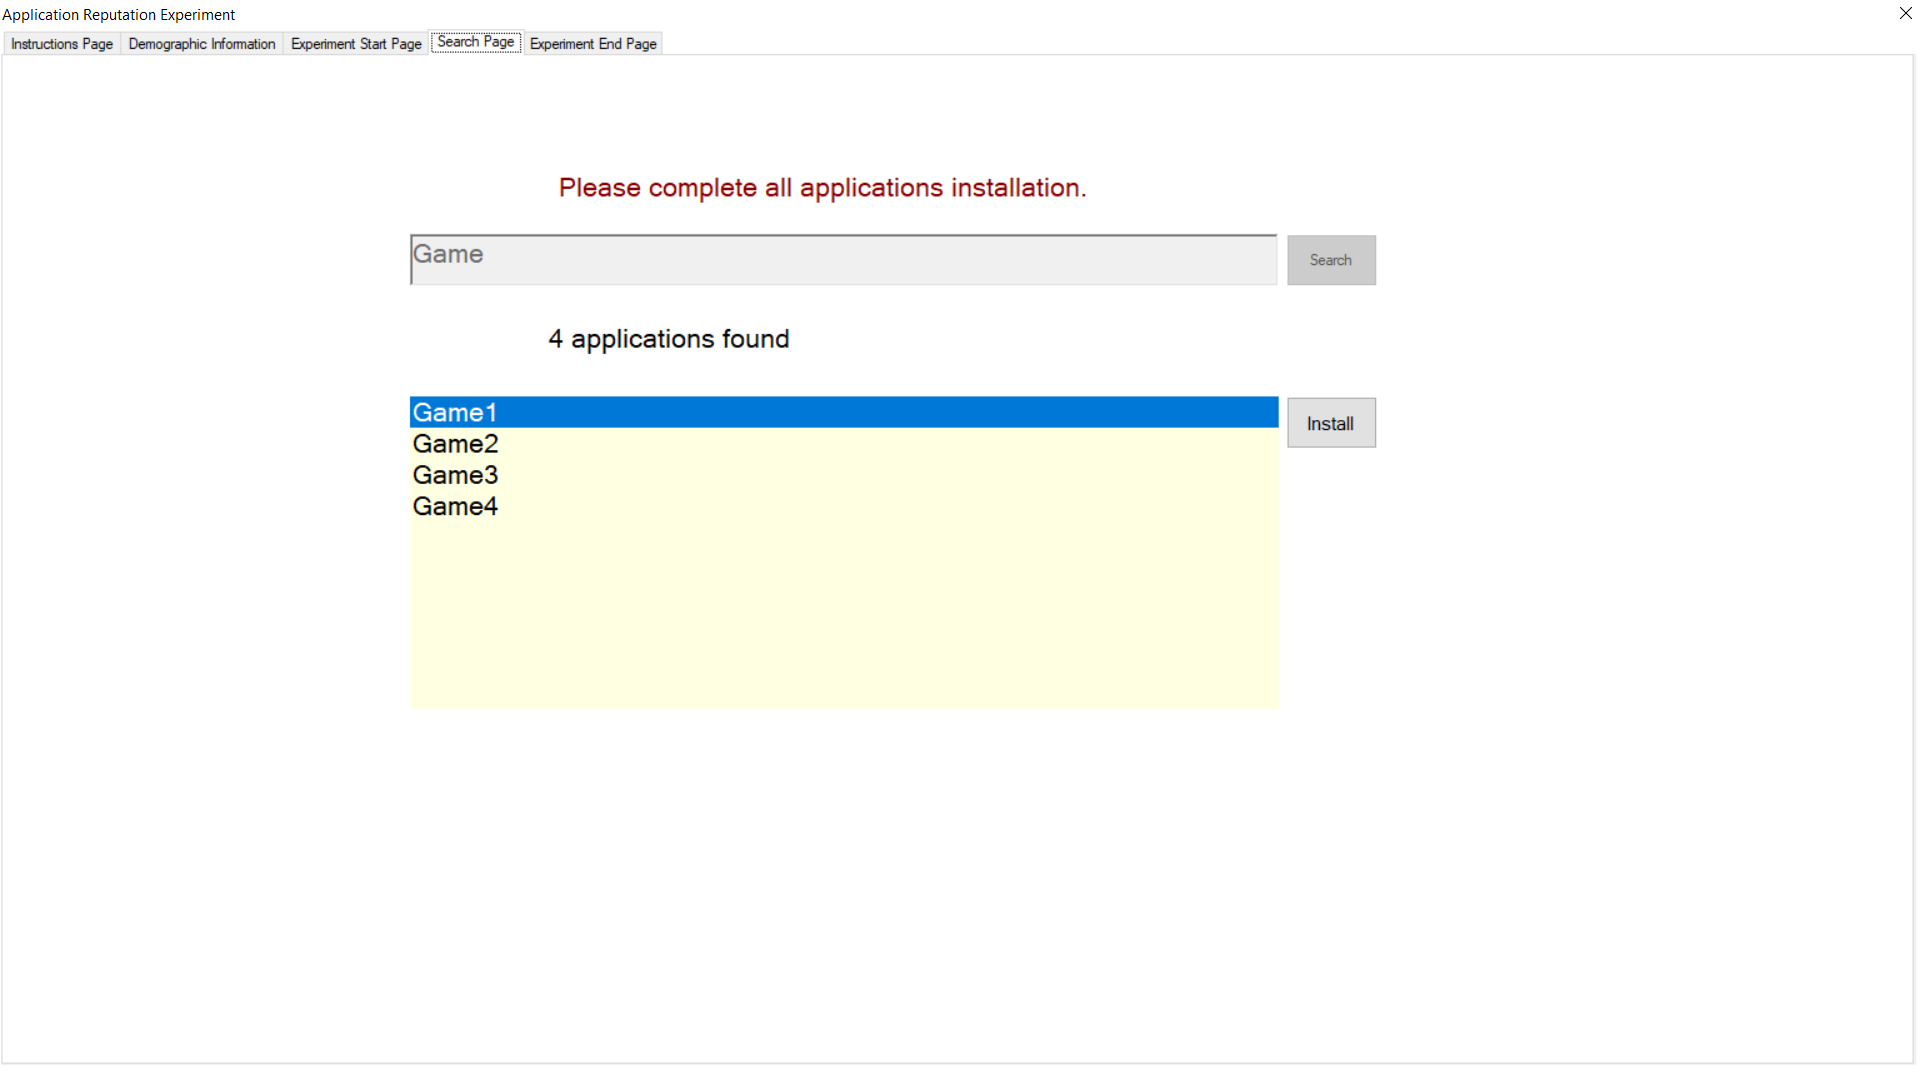 Application Reputation Experiment
Instructions Page
Demographic Information
Experiment Start Page
Search Page
Experiment End Page
Please complete all applications installation.
Game
Search
4 applications found
Game1
Install
Game2
Game3
Game4